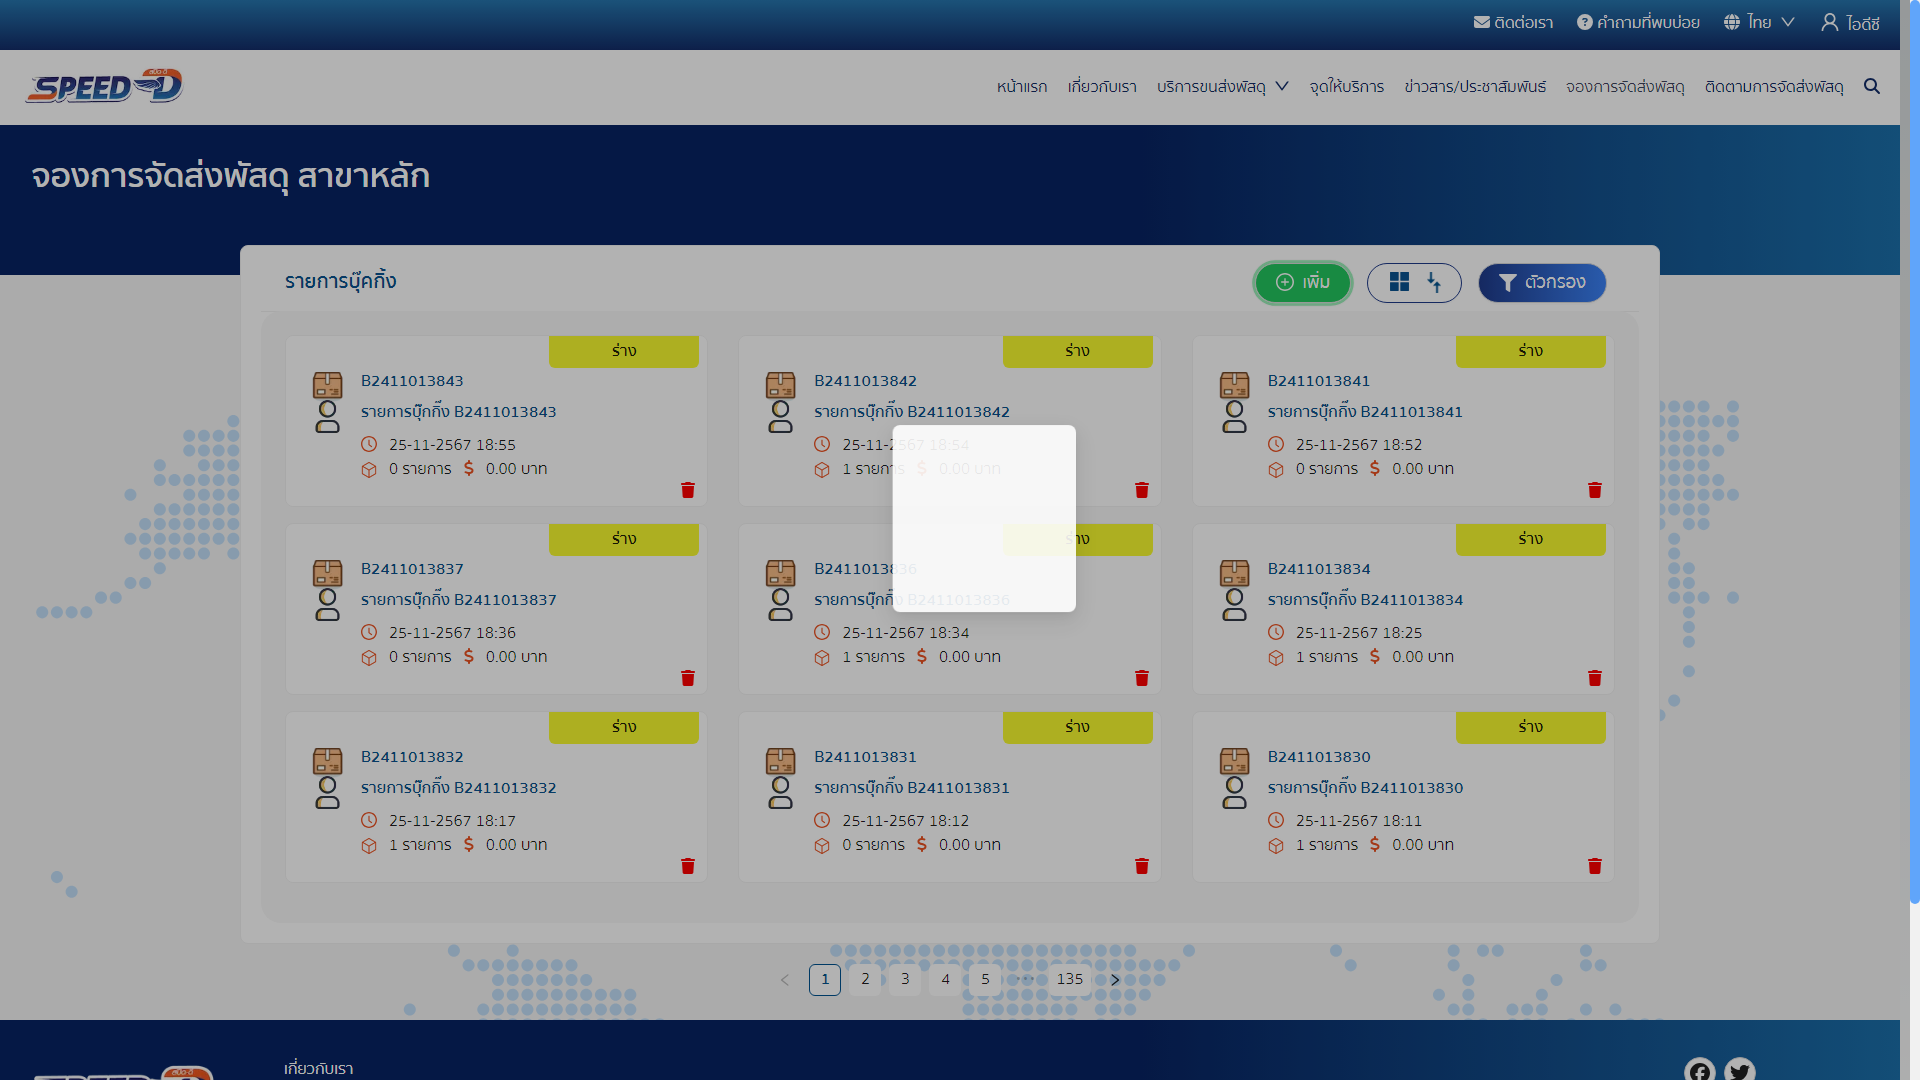 ติดต่อเรา คำถามที่พบบ่อย ไทย ไอดีซี
SPEED-D หน้าแรก เกี่ยวกับเรา บริการขนส่งพัสดุ จุดให้บริการ ข่าวสาร/ประชาสัมพันธ์ จองการจัดส่งพัสดุ ติดตามการจัดส่งพัสดุ
จองการจัดส่งพัสดุ สาขาหลัก
รายการบุ๊คกิ้ง เพิ่ม ตัวกรอง
ร่าง
B2411013843
รายการบุ๊กกิ๊ง B2411013843
25-11-2567 18:55
0 รายการ $ 0.00 บาท
ร่าง
B2411013842
รายการบุ๊กกิ๊ง B2411013842
25-11-2567 18:54
1 รายการ $ 0.00 บาท
ร่าง
B2411013841
รายการบุ๊กกิ๊ง B2411013841
25-11-2567 18:52
0 รายการ $ 0.00 บาท
ร่าง
B2411013837
รายการบุ๊กกิ๊ง B2411013837
25-11-2567 18:36
0 รายการ $ 0.00 บาท
ร่าง
B2411013836
รายการบุ๊กกิ๊ง B2411013836
25-11-2567 18:34
1 รายการ $ 0.00 บาท
ร่าง
B2411013834
รายการบุ๊กกิ๊ง B2411013834
25-11-2567 18:25
1 รายการ $ 0.00 บาท
ร่าง
B2411013832
รายการบุ๊กกิ๊ง B2411013832
25-11-2567 18:17
1 รายการ $ 0.00 บาท
ร่าง
B2411013831
รายการบุ๊กกิ๊ง B2411013831
25-11-2567 18:12
0 รายการ $ 0.00 บาท
ร่าง
B2411013830
รายการบุ๊กกิ๊ง B2411013830
25-11-2567 18:11
1 รายการ $ 0.00 บาท
< 1 2 3 4 5 ••• 135 >
เกี่ยวกับเรา